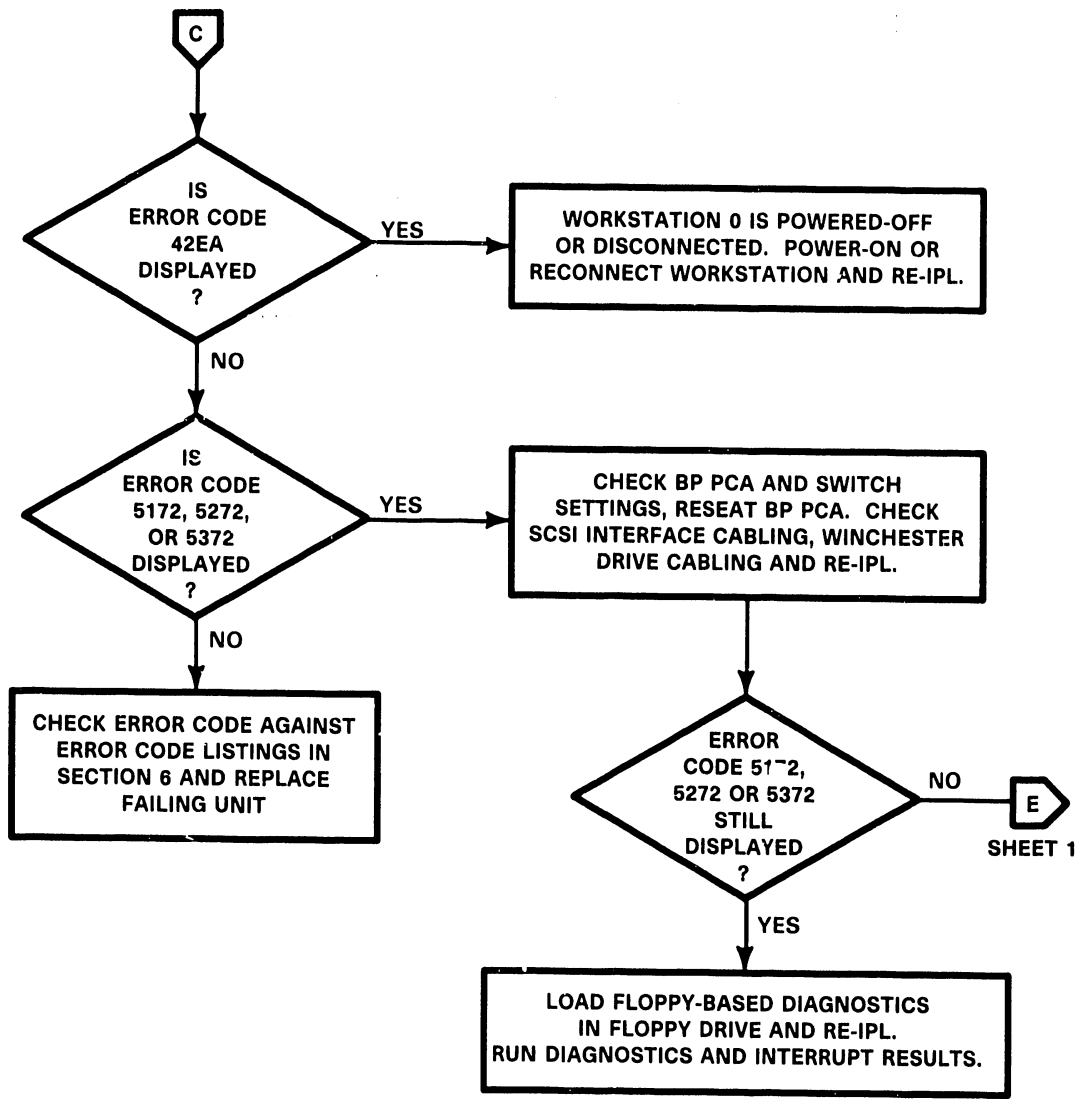 C
IS
ERROR CODE
42EA
DISPLAYED
?
YES
WORKSTATION 0 IS POWERED-OFF
OR DISCONNECTED. POWER-ON OR
RECONNECT WORKSTATION AND RE-IPL.
NO
IS
ERROR CODE
5172, 5272,
OR 5372
DISPLAYED
?
YES
CHECK BP PCA AND SWITCH
SETTINGS, RESEAT BP PCA. CHECK
SCSI INTERFACE CABLING, WINCHESTER
DRIVE CABLING AND RE-IPL.
NO
CHECK ERROR CODE AGAINST
ERROR CODE LISTINGS IN
SECTION 6 AND REPLACE
FAILING UNIT
ERROR
CODE 5172,
5272 OR 5372
STILL
DISPLAYED
?
NO
E
SHEET 1
YES
LOAD FLOPPY-BASED DIAGNOSTICS
IN FLOPPY DRIVE AND RE-IPL.
RUN DIAGNOSTICS AND INTERRUPT RESULTS.